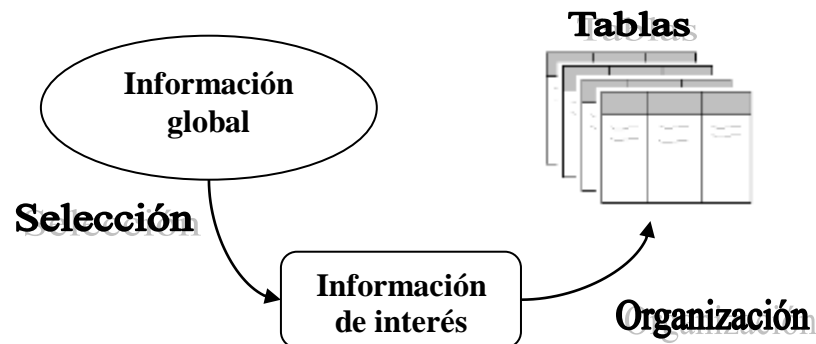 Tablas
Información
global
Selección
Información
de interés
Organización